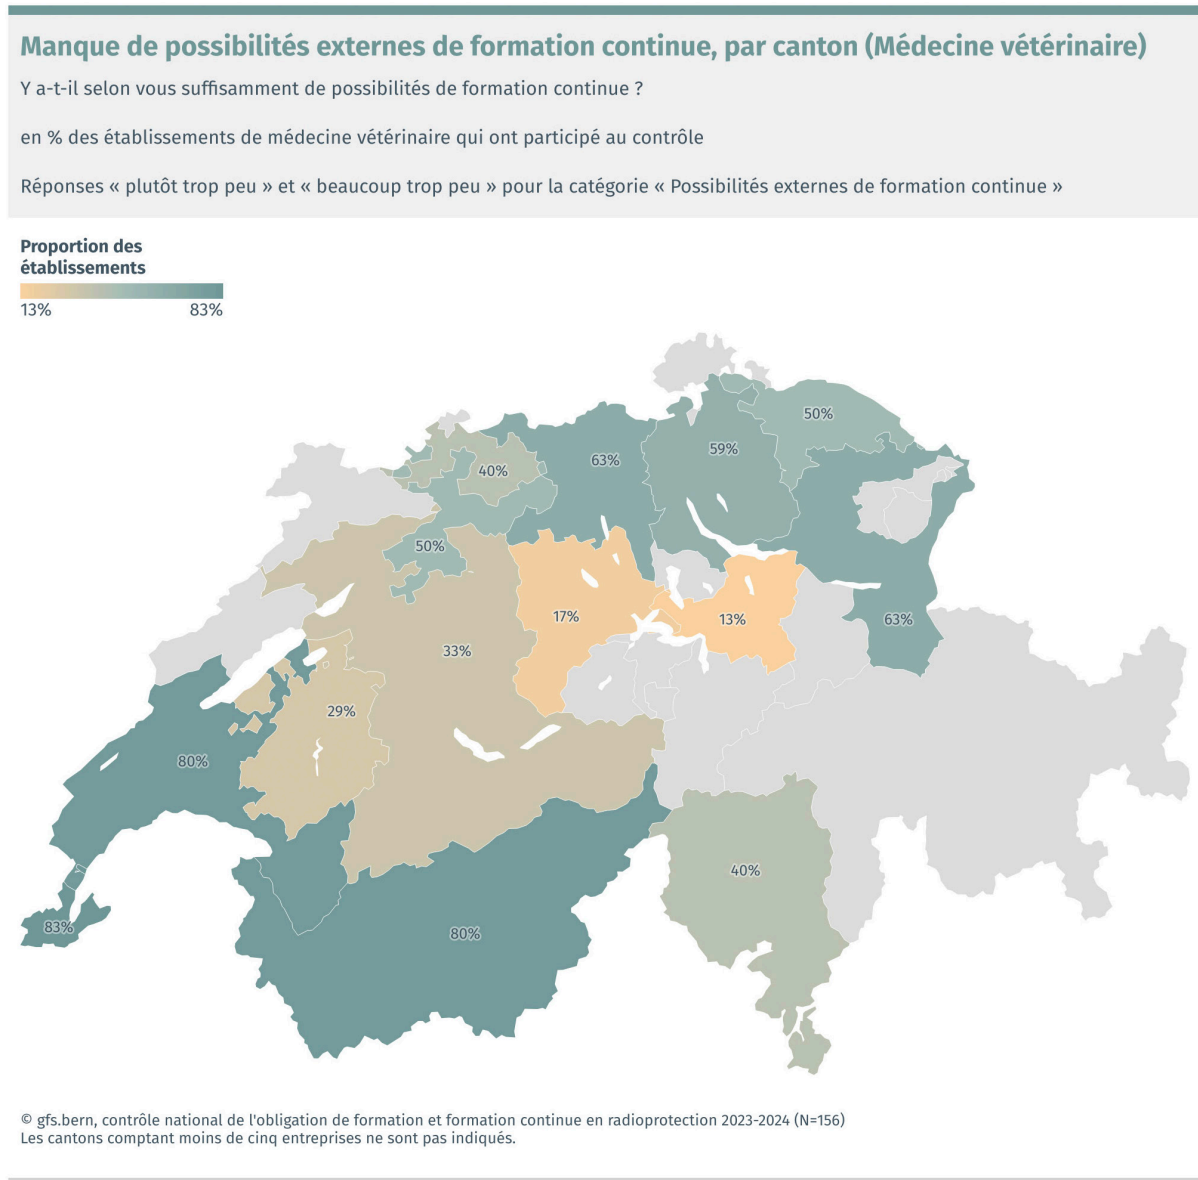 Manque de possibilités externes de formation continue, par canton (Médecine vétérinaire)
Y a-t-il selon vous suffisamment de possibilités de formation continue ?
en % des établissements de médecine vétérinaire qui ont participé au contrôle
Réponses « plutôt trop peu » et « beaucoup trop peu » pour la catégorie « Possibilités externes de formation continue »
Proportion des
établissements
13% 83%
50%
59%
63%
40%
50%
17%
13%
63%
33%
29%
80%
40%
83%
80%
© gfs.bern, contrôle national de l'obligation de formation et formation continue en radioprotection 2023-2024 (N=156)
Les cantons comptant moins de cinq entreprises ne sont pas indiqués.